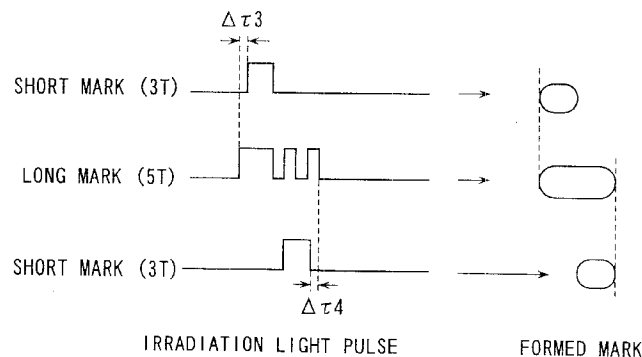 Δτ3
SHORT MARK (3T)
LONG MARK (5T)
SHORT MARK (3T)
Δτ4
IRRADIATION LIGHT PULSE
FORMED MARK